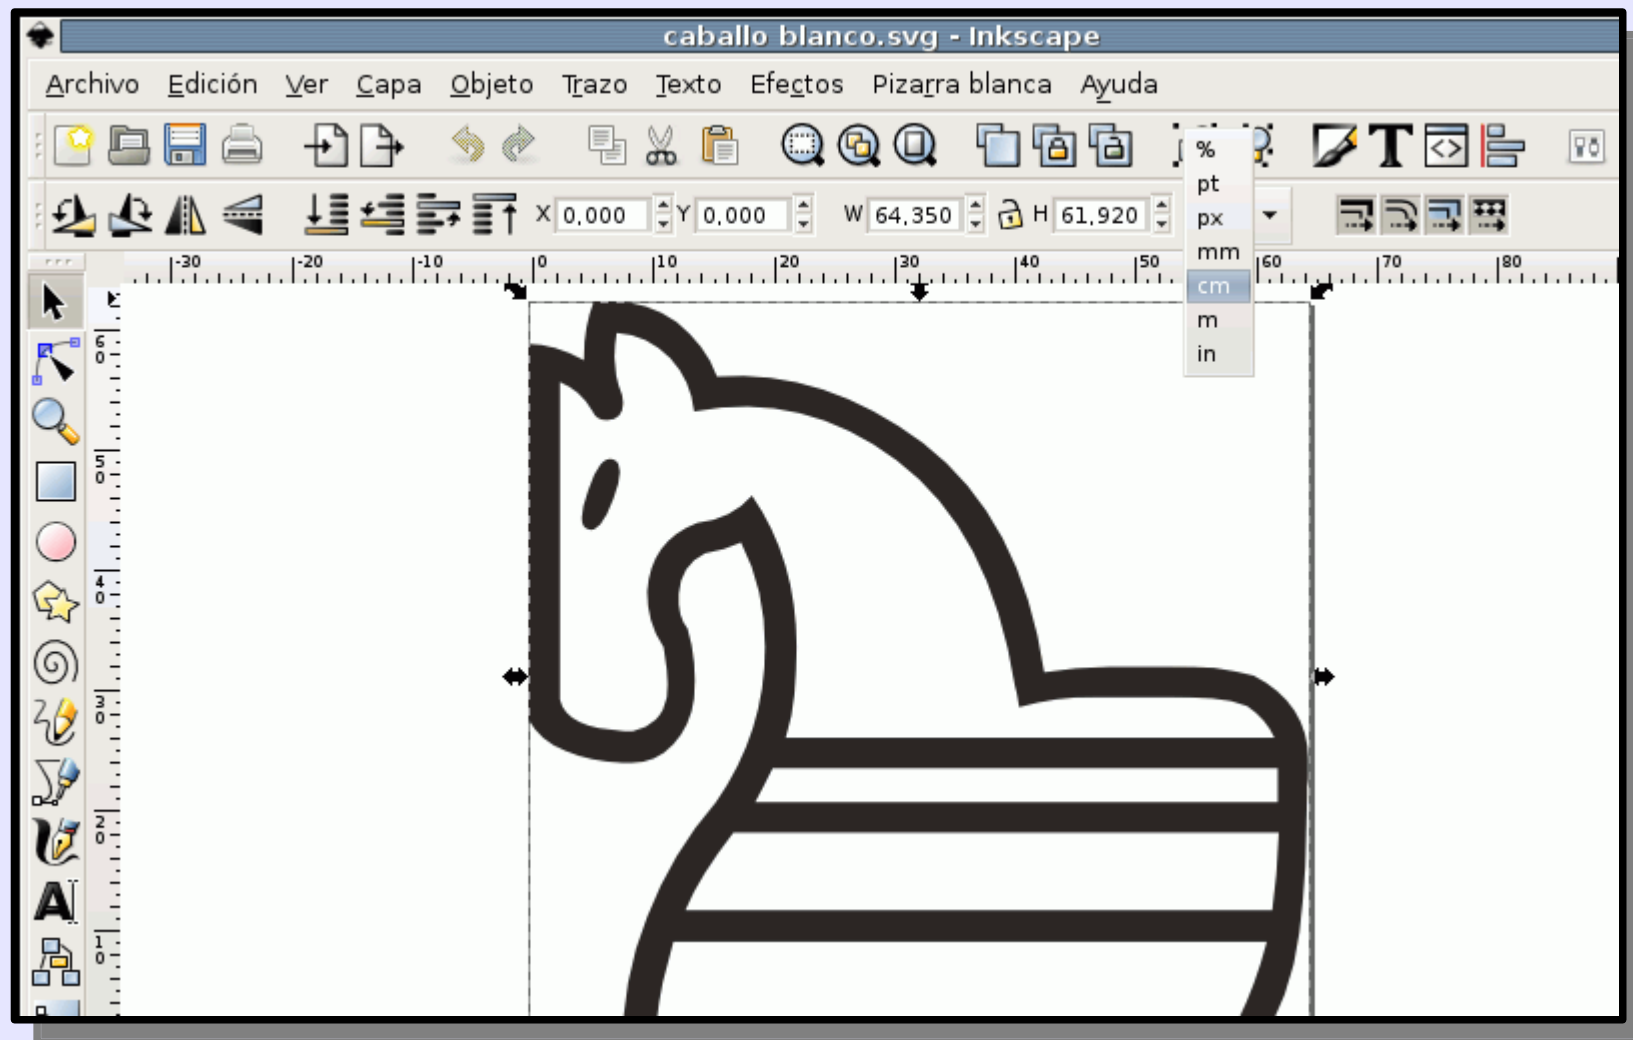 caballo blanco.svg - Inkscape
Archivo Edición Ver Capa Objeto Trazo Texto Efectos Pizarra blanca Ayuda
%
pt
px
mm
cm
m
in
X 0,000 Y 0,000 W 64,350 H 61,920
-30 -20 -10 0 10 20 30 40 50 60 70 80
60
50
40
30
20
10